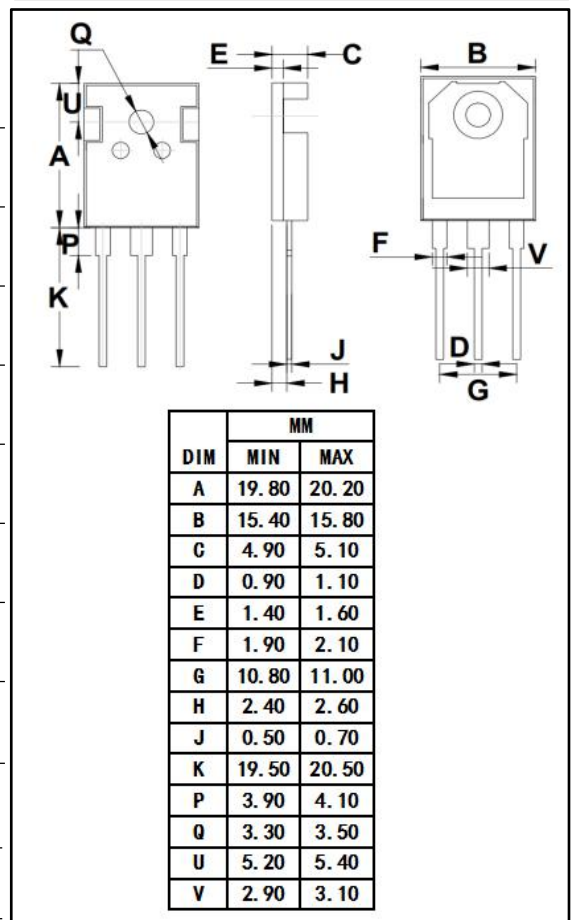 Q
E C B
U
A
P
K
F V
J D
H G
MM
DIM MIN MAX
A 19.80 20.20
B 15.40 15.80
C 4.90 5.10
D 0.90 1.10
E 1.40 1.60
F 1.90 2.10
G 10.80 11.00
H 2.40 2.60
J 0.50 0.70
K 19.50 20.50
P 3.90 4.10
Q 3.30 3.50
U 5.20 5.40
V 2.90 3.10